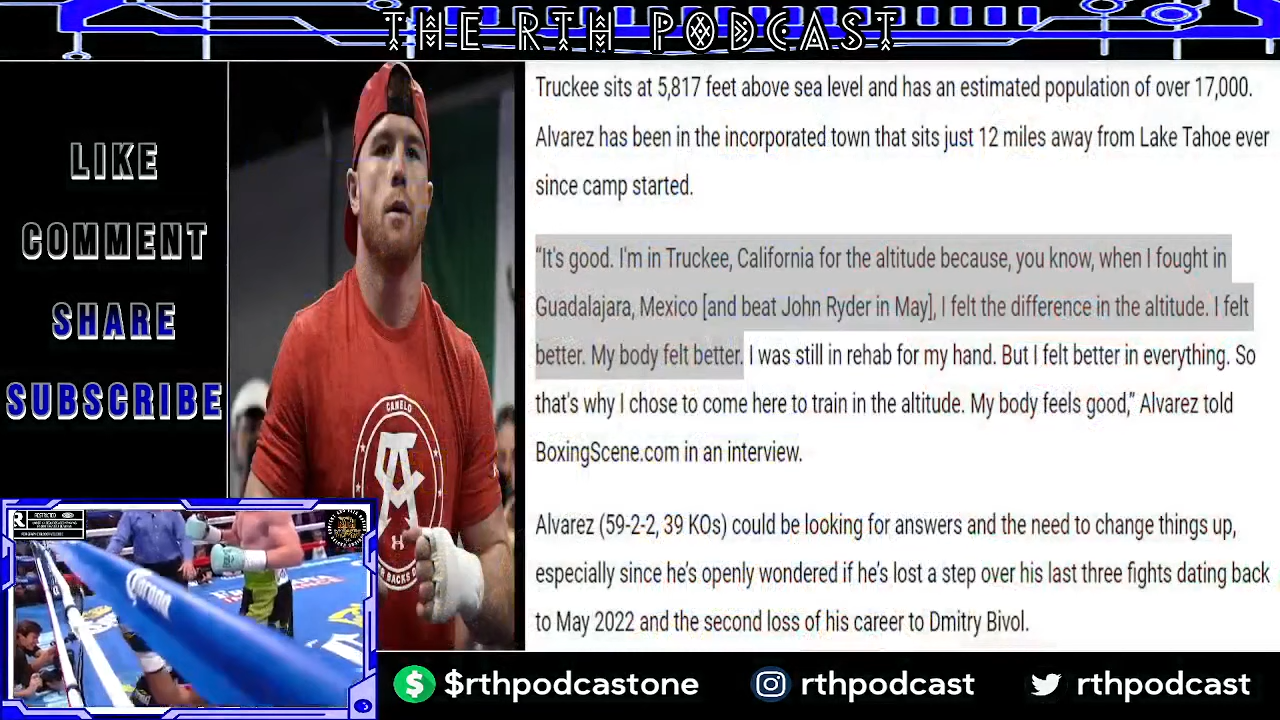 THE RTH PODCAST
LIKE
COMMENT
SHARE
SUBSCRIBE
Truckee sits at 5,817 feet above sea level and has an estimated population of over 17,000.
Alvarez has been in the incorporated town that sits just 12 miles away from Lake Tahoe ever
since camp started.
“It's good. I'm in Truckee, California for the altitude because, you know, when I fought in
Guadalajara, Mexico [and beat John Ryder in May], I felt the difference in the altitude. I felt
better. My body felt better. I was still in rehab for my hand. But I felt better in everything. So
that's why I chose to come here to train in the altitude. My body feels good,” Alvarez told
BoxingScene.com in an interview.
Alvarez (59-2-2, 39 KOs) could be looking for answers and the need to change things up,
especially since he's openly wondered if he's lost a step over his last three fights dating back
to May 2022 and the second loss of his career to Dmitry Bivol.
CANELO
R
RESTRICTED
Corona
$ $rthpodcastone
rthpodcast
rthpodcast